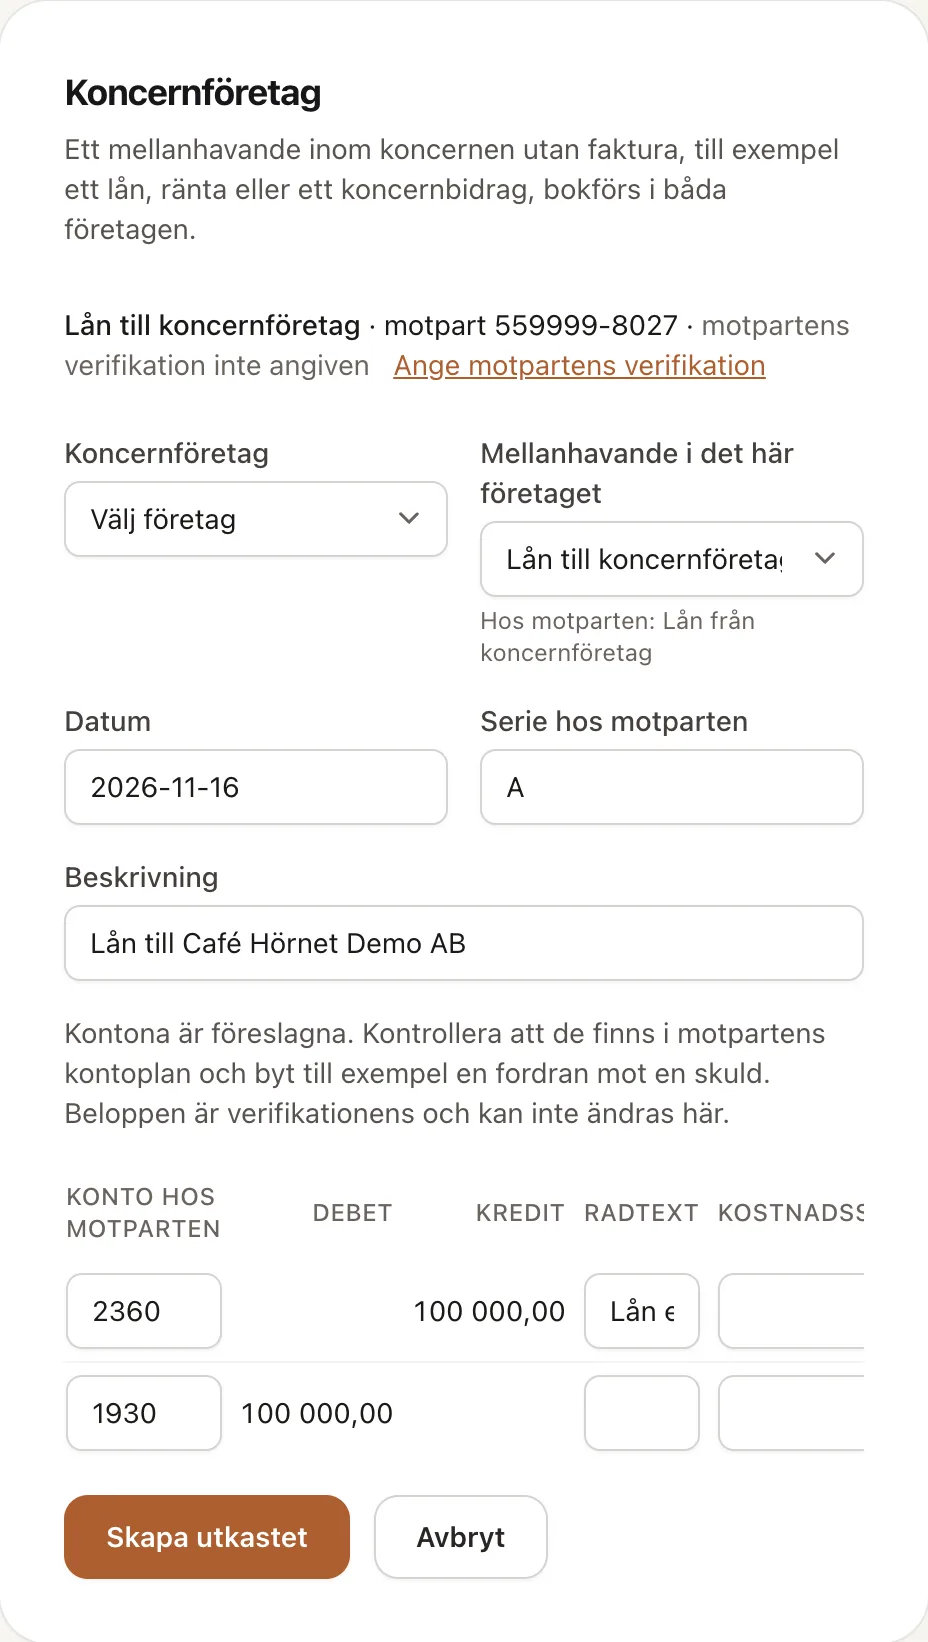 Koncernföretag
Ett mellanhavande inom koncernen utan faktura, till exempel
ett lån, ränta eller ett koncernbidrag, bokförs i båda
företagen.
Lån till koncernföretag · motpart 559999-8027 · motpartens
verifikation inte angiven Ange motpartens verifikation
Koncernföretag
Välj företag
Mellanhavande i det här
företaget
Lån till koncernföretag
Hos motparten: Lån från
koncernföretag
Datum
2026-11-16
Serie hos motparten
A
Beskrivning
Lån till Café Hörnet Demo AB
Kontona är föreslagna. Kontrollera att de finns i motpartens
kontoplan och byt till exempel en fordran mot en skuld.
Beloppen är verifikationens och kan inte ändras här.
KONTO HOS
MOTPARTEN
DEBET KREDIT RADTEXT KOSTNADSS
2360 100 000,00 Lån e
1930 100 000,00
Skapa utkastet Avbryt